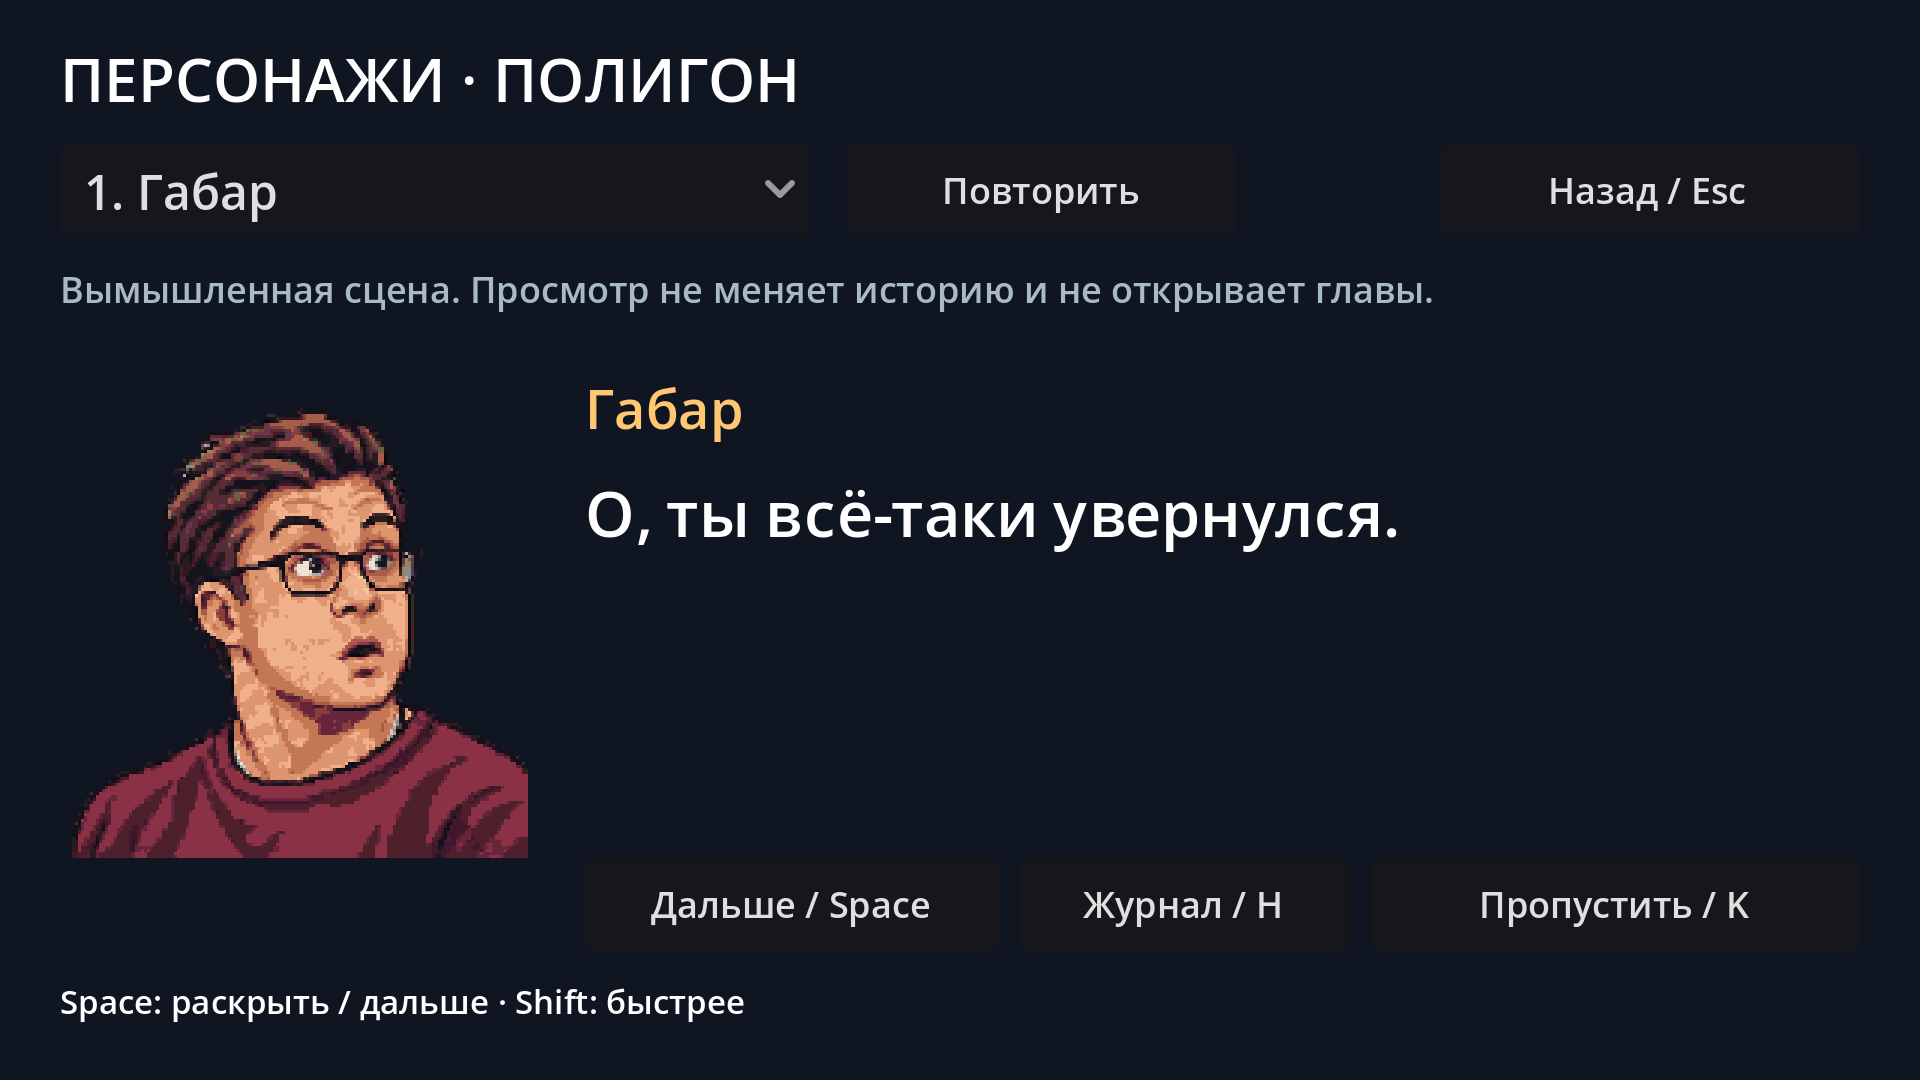 ПЕРСОНАЖИ · ПОЛИГОН
1. Габар
Повторить
Назад / Esc
Вымышленная сцена. Просмотр не меняет историю и не открывает главы.
Габар
О, ты всё-таки увернулся.
Дальше / Space
Журнал / H
Пропустить / K
Space: раскрыть / дальше · Shift: быстрее